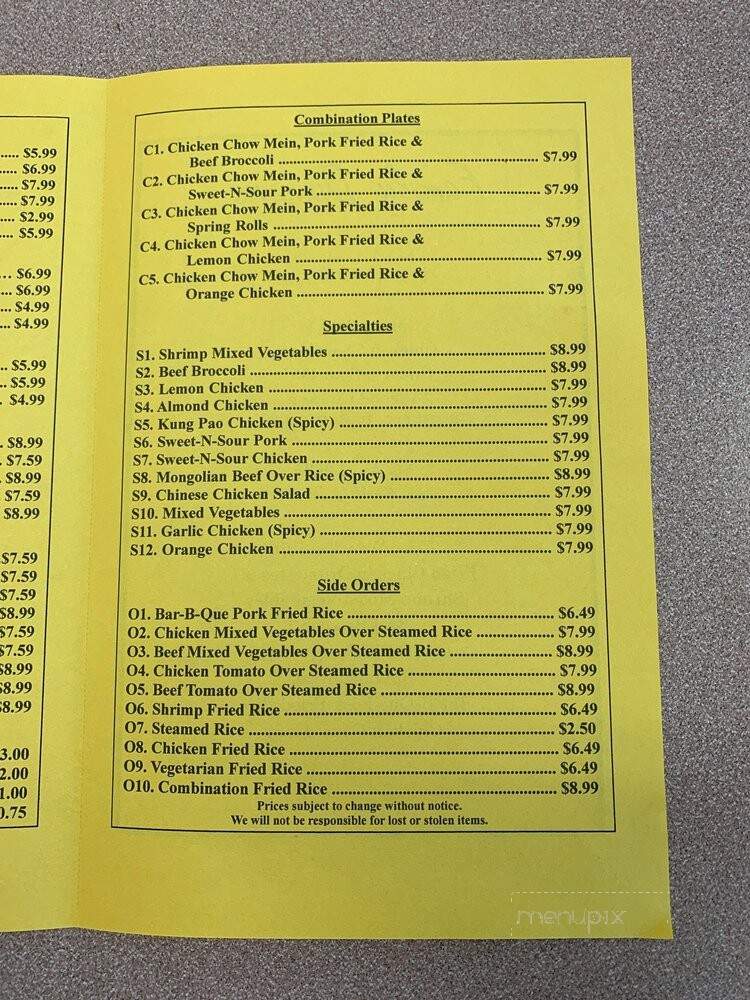 ..... $5.99
..... $6.99
..... $7.99
..... $7.99
.... $2.99
.... $5.99
... $6.99
.. $6.99
... $4.99
... $4.99
.. $5.99
.. $5.99
. $4.99
. $8.99
. $7.59
. $8.99
. $7.59
$8.99
$7.59
$7.59
$7.59
$8.99
$7.59
$7.59
$8.99
$8.99
$8.99
3.00
2.00
1.00
0.75
Combination Plates
C1. Chicken Chow Mein, Pork Fried Rice &
Beef Broccoli ........ $7.99
C2. Chicken Chow Mein, Pork Fried Rice &
Sweet-N-Sour Pork ........ $7.99
C3. Chicken Chow Mein, Pork Fried Rice &
Spring Rolls ........ $7.99
C4. Chicken Chow Mein, Pork Fried Rice &
Lemon Chicken ........ $7.99
C5. Chicken Chow Mein, Pork Fried Rice &
Orange Chicken ........ $7.99
Specialties
S1. Shrimp Mixed Vegetables ........ $8.99
S2. Beef Broccoli ........ $8.99
S3. Lemon Chicken ........ $7.99
S4. Almond Chicken ........ $7.99
S5. Kung Pao Chicken (Spicy) ........ $7.99
S6. Sweet-N-Sour Pork ........ $7.99
S7. Sweet-N-Sour Chicken ........ $7.99
S8. Mongolian Beef Over Rice (Spicy) ........ $8.99
S9. Chinese Chicken Salad ........ $7.99
S10. Mixed Vegetables ........ $7.99
S11. Garlic Chicken (Spicy) ........ $7.99
S12. Orange Chicken ........ $7.99
Side Orders
O1. Bar-B-Que Pork Fried Rice ........ $6.49
O2. Chicken Mixed Vegetables Over Steamed Rice ........ $7.99
O3. Beef Mixed Vegetables Over Steamed Rice ........ $8.99
O4. Chicken Tomato Over Steamed Rice ........ $7.99
O5. Beef Tomato Over Steamed Rice ........ $8.99
O6. Shrimp Fried Rice ........ $6.49
O7. Steamed Rice ........ $2.50
O8. Chicken Fried Rice ........ $6.49
O9. Vegetarian Fried Rice ........ $6.49
O10. Combination Fried Rice ........ $8.99
Prices subject to change without notice.
We will not be responsible for lost or stolen items.
menupix